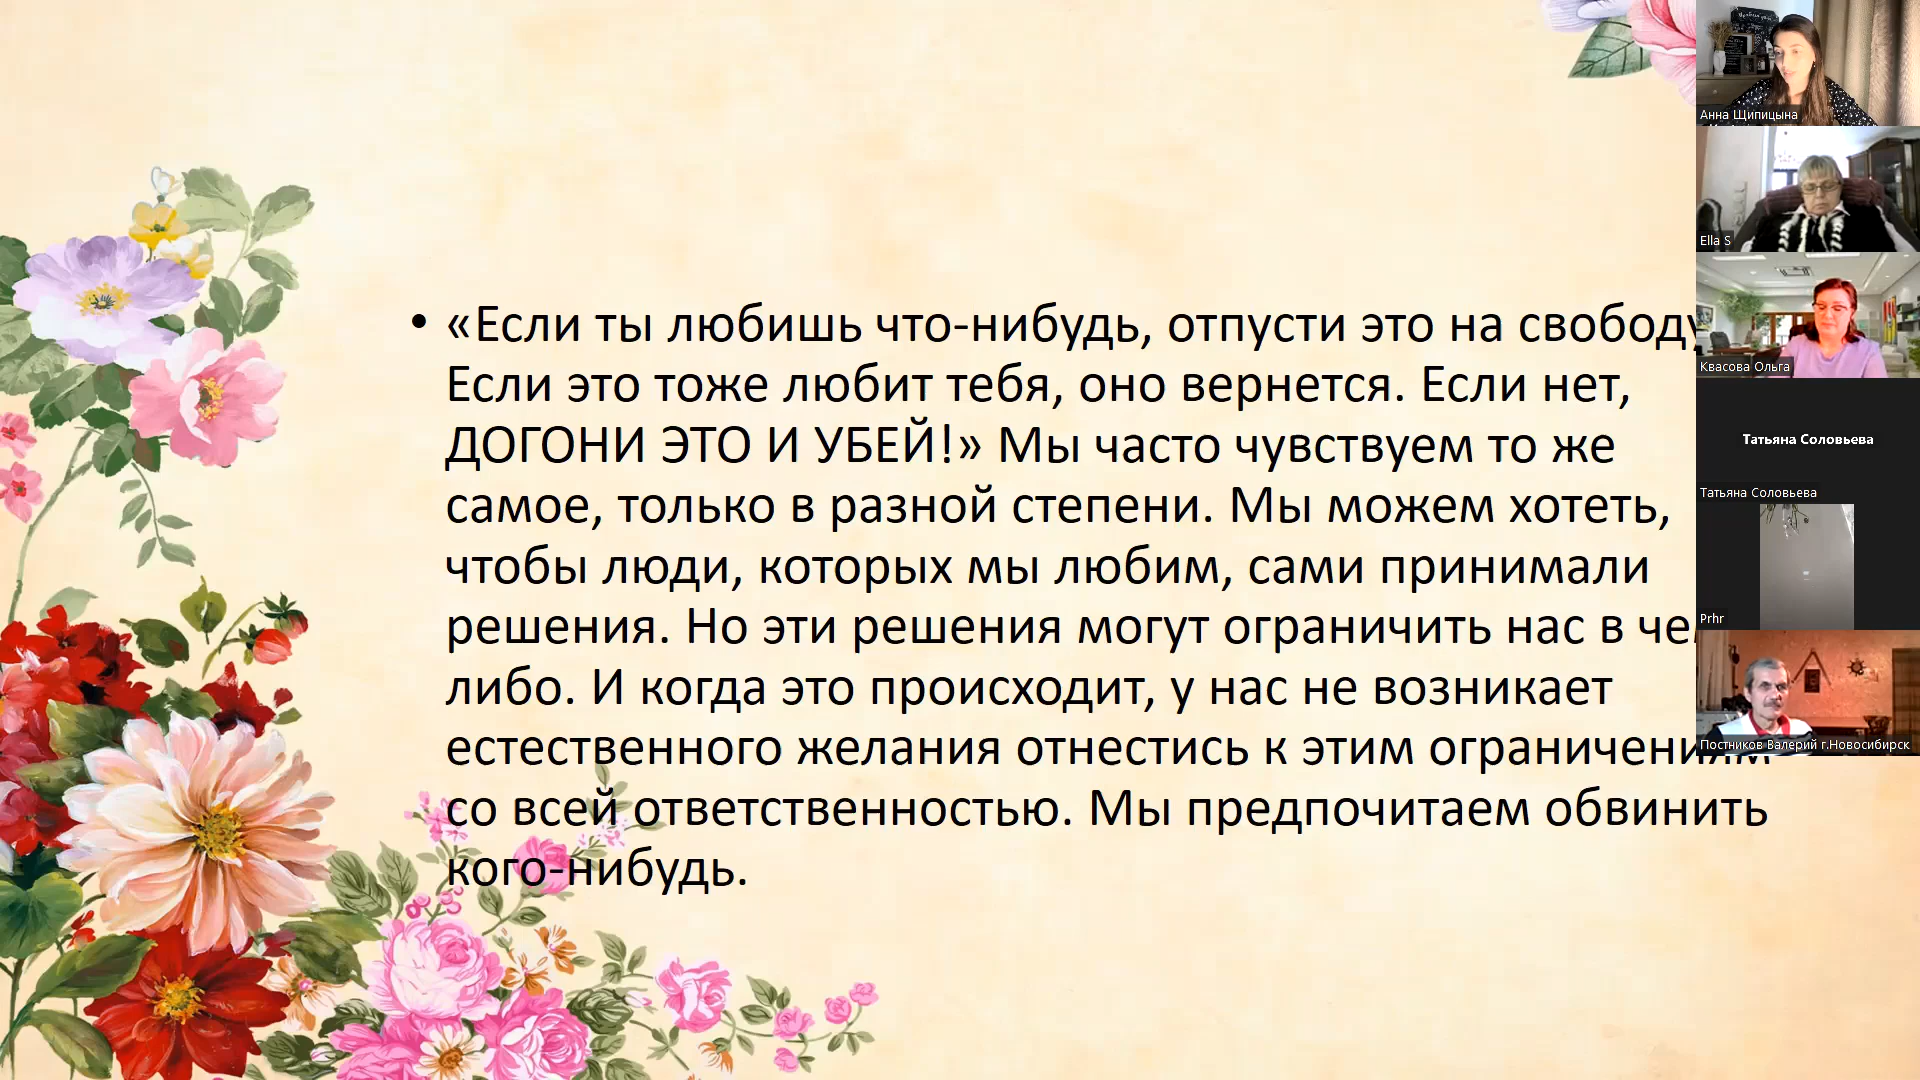 • «Если ты любишь что-нибудь, отпусти это на свободу
Если это тоже любит тебя, оно вернется. Если нет,
ДОГОНИ ЭТО И УБЕЙ!» Мы часто чувствуем то же
самое, только в разной степени. Мы можем хотеть,
чтобы люди, которых мы любим, сами принимали
решения. Но эти решения могут ограничить нас в
либо. И когда это происходит, у нас не возникает
естественного желания отнестись к этим ограничениям
со всей ответственностью. Мы предпочитаем обвинить
кого-нибудь.
Анна Щипицына
Ella S
Квасова Ольга
Татьяна Соловьева
Татьяна Соловьева
Prhr
Постников Валерий г.Новосибирск